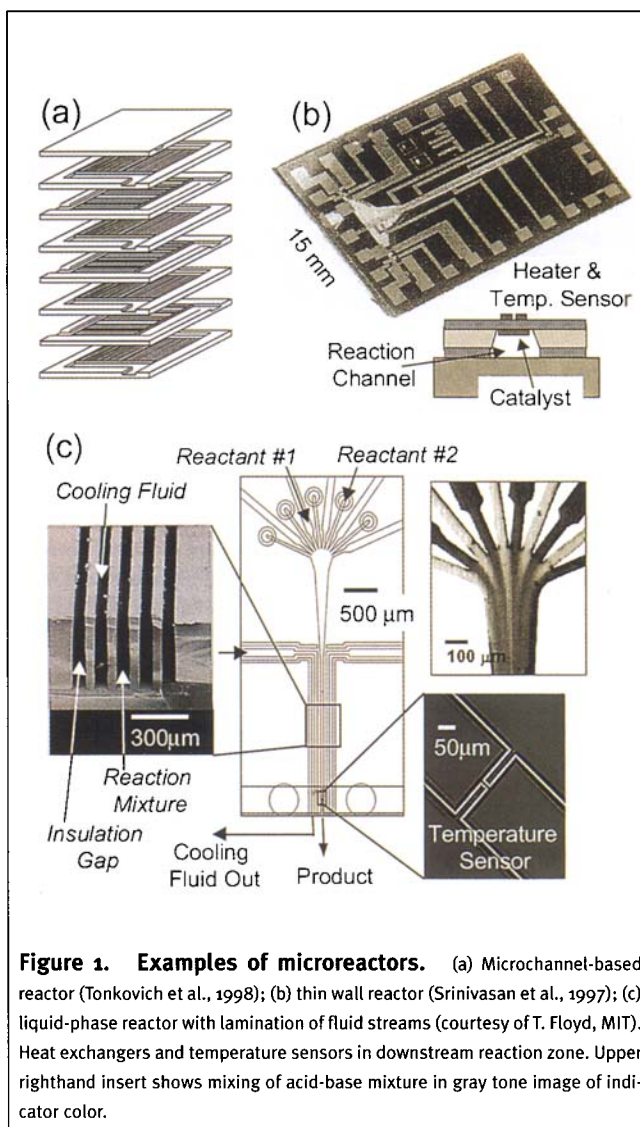 (a)
(b)
15 mm
Heater &
Temp. Sensor
Reaction
Channel
Catalyst
(c)
Reactant #1
Reactant #2
Cooling Fluid
500 µm
100 µm
300µm
50µm
Reaction
Mixture
Temperature
Sensor
Insulation
Gap
Cooling
Fluid Out
Product
Figure 1. Examples of microreactors. (a) Microchannel-based
reactor (Tonkovich et al., 1998); (b) thin wall reactor (Srinivasan et al., 1997); (c)
liquid-phase reactor with lamination of fluid streams (courtesy of T. Floyd, MIT).
Heat exchangers and temperature sensors in downstream reaction zone. Upper
righthand insert shows mixing of acid-base mixture in gray tone image of indi-
cator color.